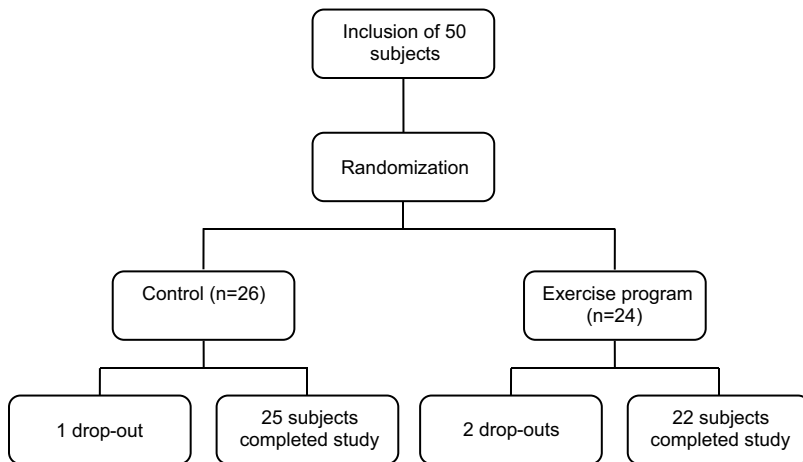 Inclusion of 50
subjects
Randomization
Control (n=26)
Exercise program
(n=24)
1 drop-out
25 subjects
completed study
2 drop-outs
22 subjects
completed study